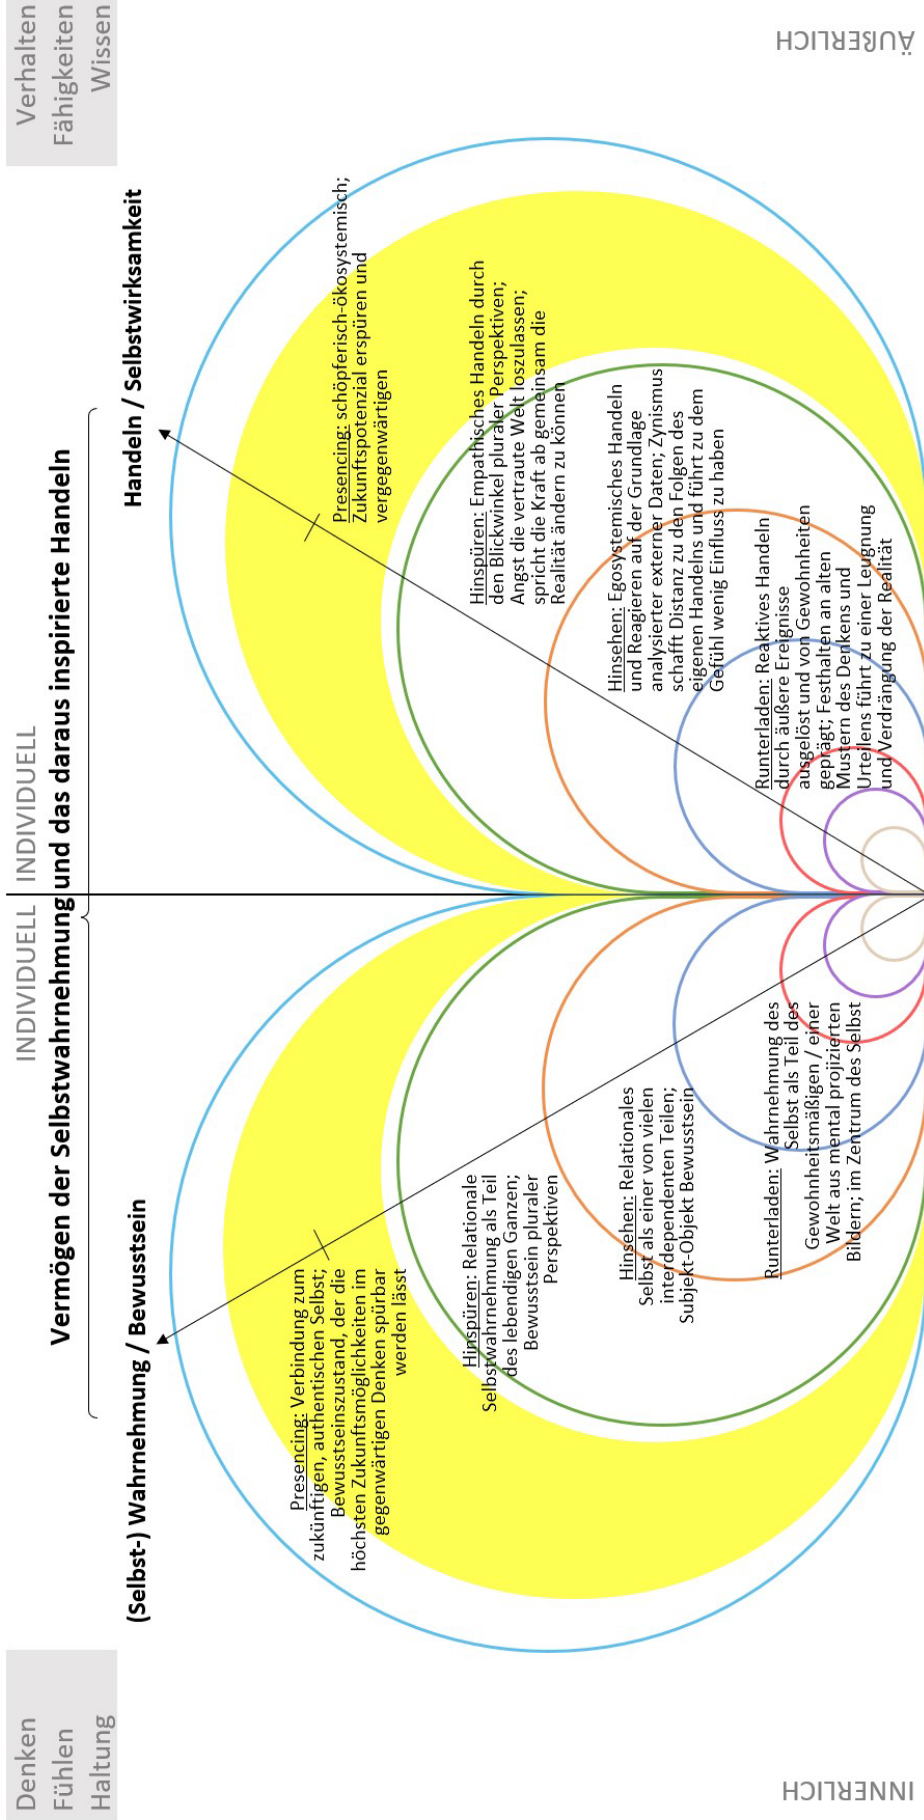 Denken
Fühlen
Haltung
INDIVIDUELL
INDIVIDUELL
Verhalten
Fähigkeiten
Wissen
Vermögen der Selbstwahrnehmung und das daraus inspirierte Handeln
(Selbst-) Wahrnehmung / Bewusstsein
Handeln / Selbstwirksamkeit
Presencing: Verbindung zum
zukünftigen, authentischen Selbst;
Bewusstseinszustand, der die
höchsten Zukunftsmöglichkeiten im
gegenwärtigen Denken spürbar
werden lässt
Presencing: schöpferisch-ökosystemisch;
Zukunftspotenzial erspüren und
vergegenwärtigen
Hinspüren: Relationale
Selbstwahrnehmung als Teil
des lebendigen Ganzen;
Bewusstsein pluraler
Perspektiven
Hinspüren: Empathisches Handeln durch
den Blickwinkel pluraler Perspektiven;
Angst die vertraute Welt loszulassen;
spricht die Kraft ab gemeinsam die
Realität ändern zu können
Hinsehen: Relationales
Selbst als einer von vielen
interdependenten Teilen;
Subjekt-Objekt Bewusstsein
Hinsehen: Egosystemisches Handeln
und Reagieren auf der Grundlage
analysierter externer Daten; Zynismus
schafft Distanz zu den Folgen des
eigenen Handelns und führt zu dem
Gefühl wenig Einfluss zu haben
Runterladen: Wahrnehmung des
Selbst als Teil des
Gewohnheitsmäßigen / einer
Welt aus mental projizierten
Bildern; im Zentrum des Selbst
Runterladen: Reaktives Handeln
durch äußere Ereignisse
ausgelöst und von Gewohnheiten
geprägt; Festhalten an alten
Mustern des Denkens und
Urteilens führt zu einer Leugnung
und Verdrängung der Realität
INNERLICH
ÄUßERLICH